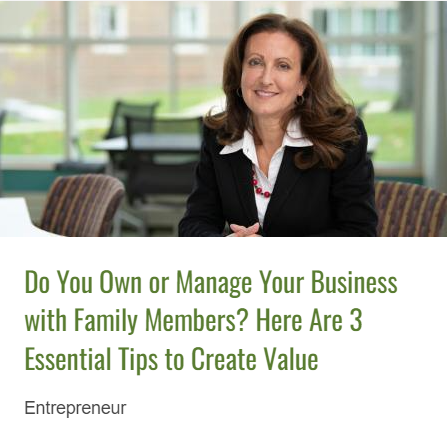 Do You Own or Manage Your Business
with Family Members? Here Are 3
Essential Tips to Create Value
Entrepreneur